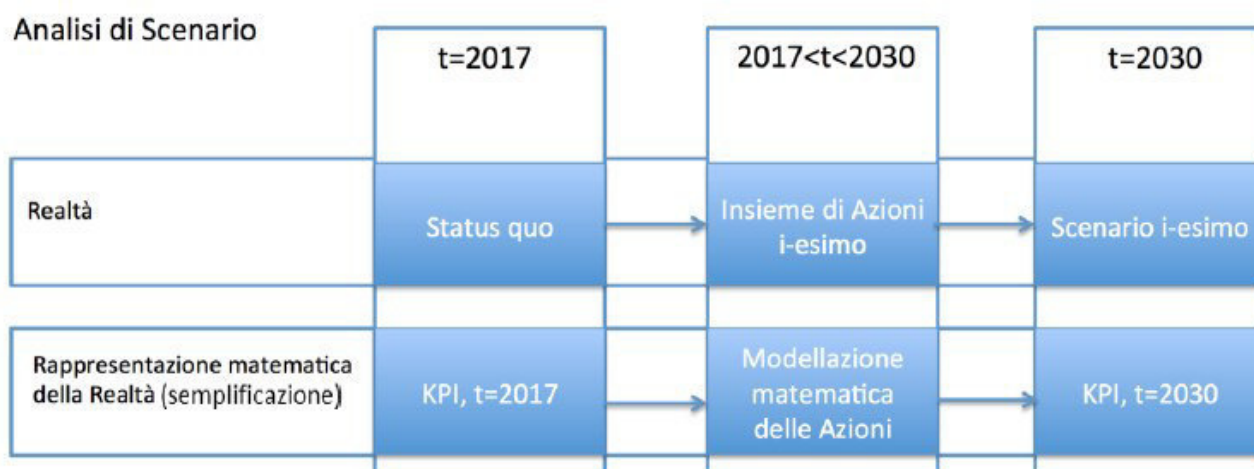 Analisi di Scenario
t=2017
2017<t<2030
t=2030
Realtà
Status quo
Insieme di Azioni
i-esimo
Scenario i-esimo
Rappresentazione matematica
della Realtà (semplificazione)
KPI, t=2017
Modellazione
matematica
delle Azioni
KPI, t=2030